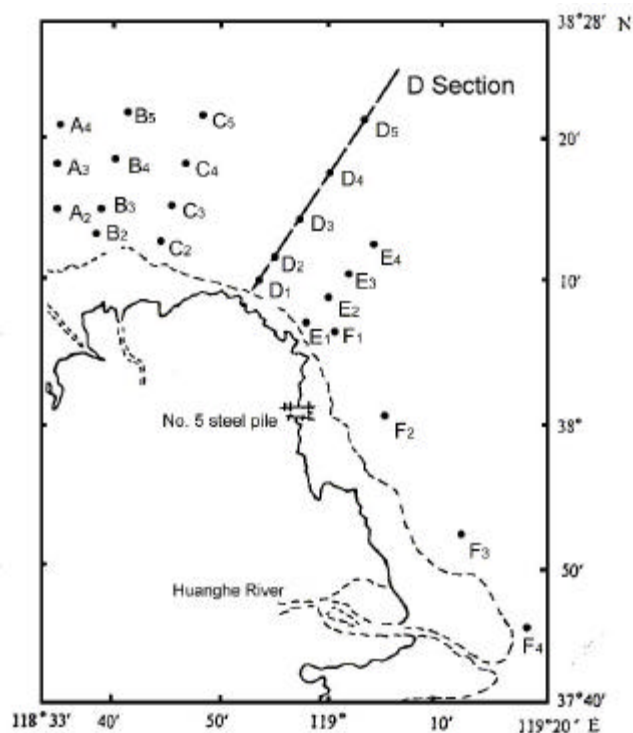 38°28′ N
D Section
B5
C5
A4
D5
20′
A3
B4
C4
D4
A2
B3
C3
D3
B2
C2
E4
D2
E3
D1
10′
E2
E1
F1
No. 5 steel pile
F2
38°
F3
50′
Huanghe River
F4
37°40′
118°33′
40′
50′
119°
10′
119°20′ E